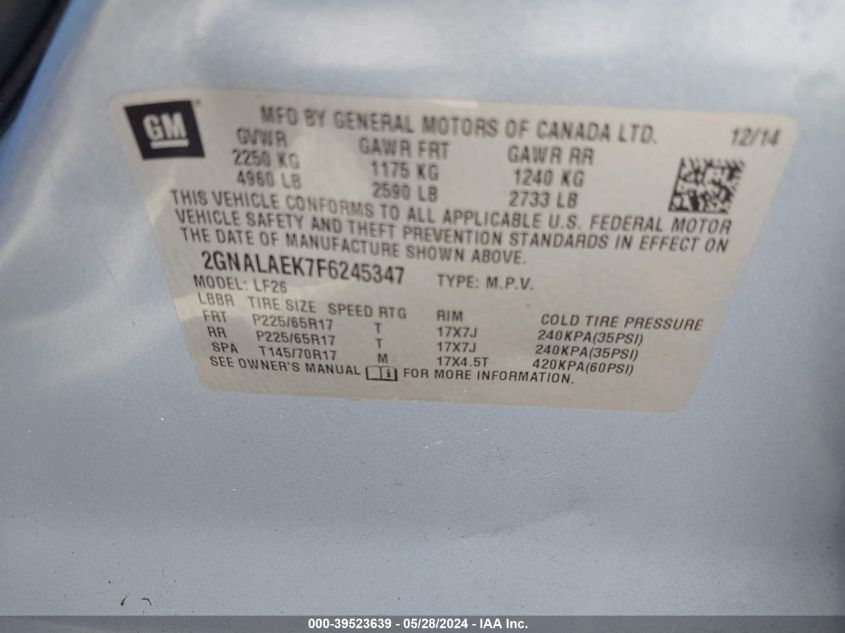 GM
MFD BY GENERAL MOTORS OF CANADA LTD. 12/14
GVWR GAWR FRT GAWR RR
2250 KG 1175 KG 1240 KG
4960 LB 2590 LB 2733 LB
THIS VEHICLE CONFORMS TO ALL APPLICABLE U.S. FEDERAL MOTOR
VEHICLE SAFETY AND THEFT PREVENTION STANDARDS IN EFFECT ON
THE DATE OF MANUFACTURE SHOWN ABOVE.
2GNALAEK7F6245347 TYPE: M.P.V.
MODEL: LF26
LBBR TIRE SIZE SPEED RTG RIM COLD TIRE PRESSURE
FRT P225/65R17 T 17X7J 240KPA(35PSI)
RR P225/65R17 T 17X7J 240KPA(35PSI)
SPA T145/70R17 M 17X4.5T 420KPA(60PSI)
SEE OWNER'S MANUAL FOR MORE INFORMATION.
000-39523639 - 05/28/2024 - IAA Inc.